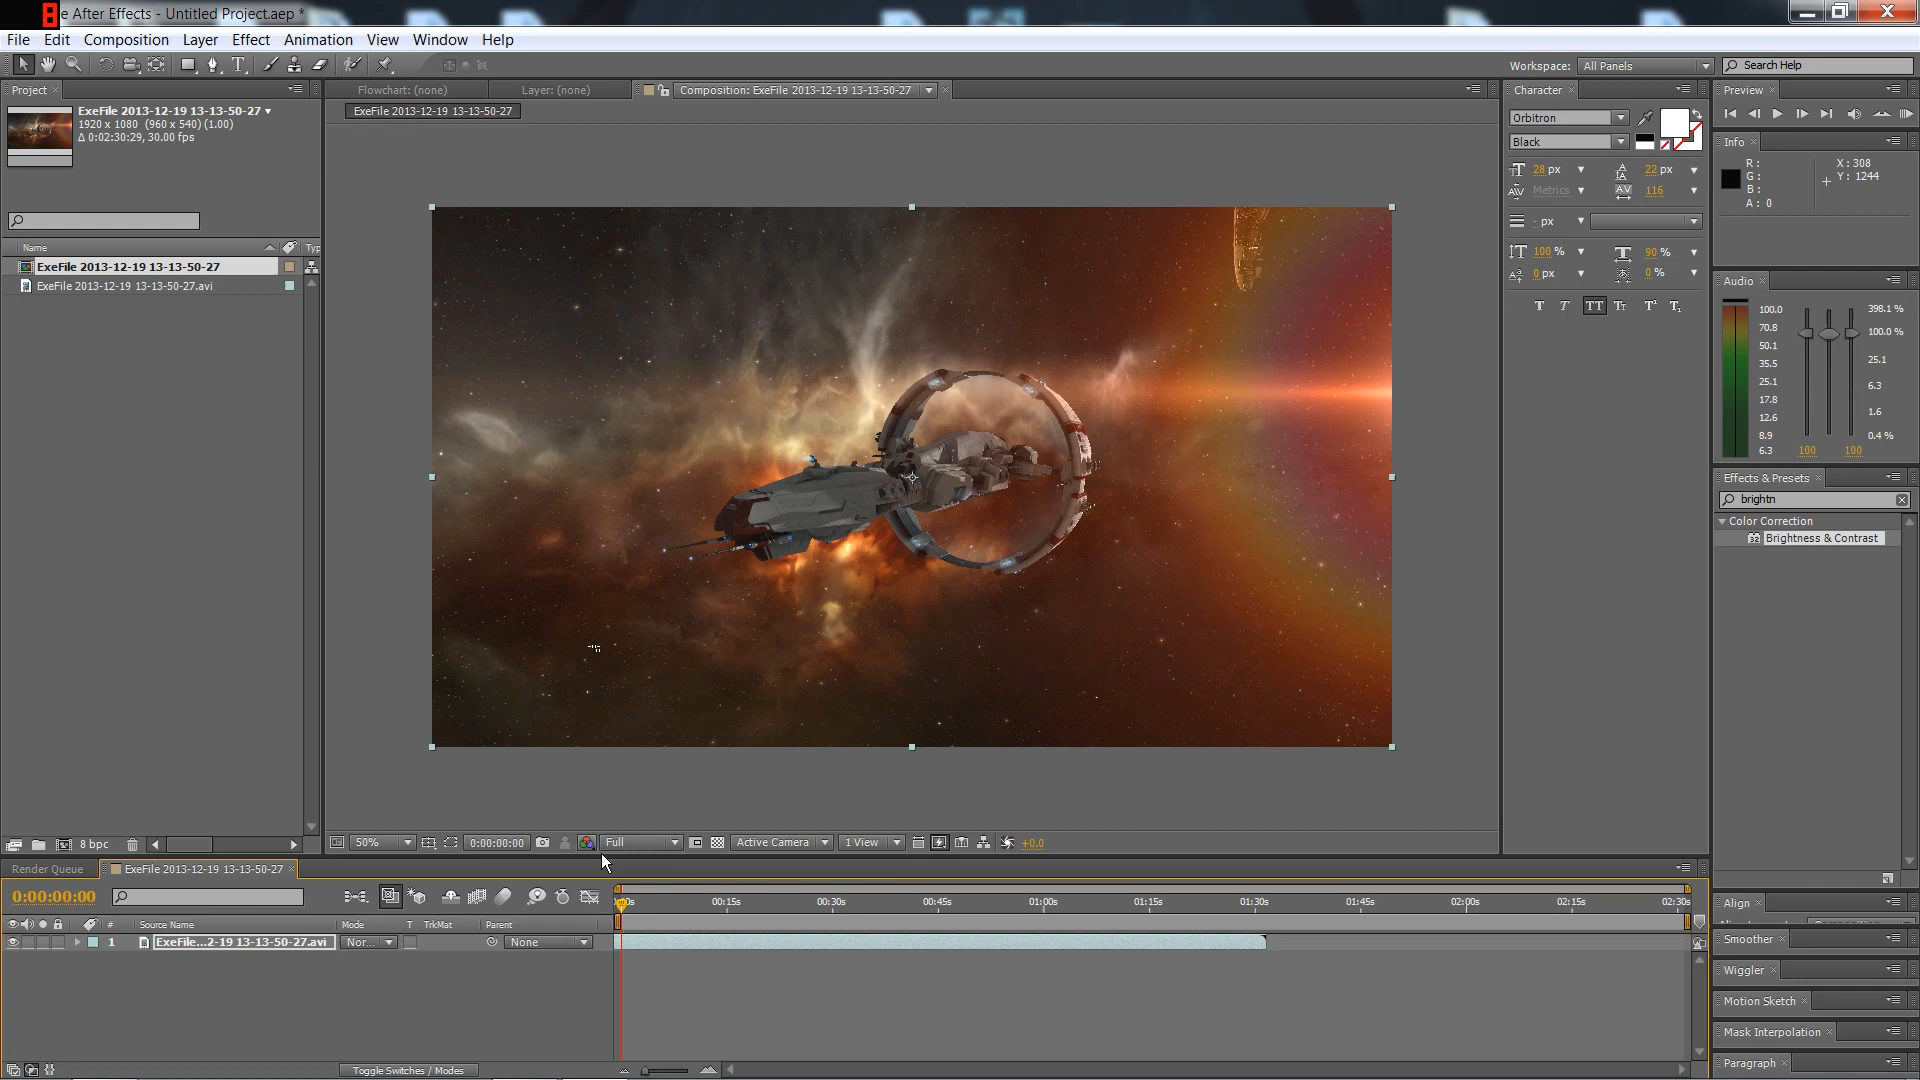 e After Effects - Untitled Project.aep *
File Edit Composition Layer Effect Animation View Window Help
Workspace: All Panels
Search Help
Project
ExeFile 2013-12-19 13-13-50-27
1920 x 1080 (960 x 540) (1.00)
Δ 0:02:30:29, 30.00 fps
Name
Typ
ExeFile 2013-12-19 13-13-50-27
ExeFile 2013-12-19 13-13-50-27.avi
8 bpc
Flowchart: (none)
Layer: (none)
Composition: ExeFile 2013-12-19 13-13-50-27
ExeFile 2013-12-19 13-13-50-27
50%
0:00:00:00
Full
Active Camera
1 View
+0.0
Character
Orbitron
Black
28 px
22 px
Metrics
116
- px
100 %
90 %
0 px
0 %
T T TT Tt T¹ T₁
Preview
Info
R :
G :
B :
A : 0
X : 308
Y : 1244
Audio
100.0
70.8
50.1
35.5
25.1
17.8
12.6
8.9
6.3
398.1 %
100.0 %
25.1
6.3
1.6
0.4 %
100
100
Effects & Presets
brightn
Color Correction
32 Brightness & Contrast
Align
Smoother
Wiggler
Motion Sketch
Mask Interpolation
Paragraph
Render Queue
ExeFile 2013-12-19 13-13-50-27
0:00:00:00
00:15s 00:30s 00:45s 01:00s 01:15s 01:30s 01:45s 02:00s 02:15s 02:30s
# Source Name Mode T TrkMat Parent
1 ExeFile...2-19 13-13-50-27.avi Nor... None
Toggle Switches / Modes